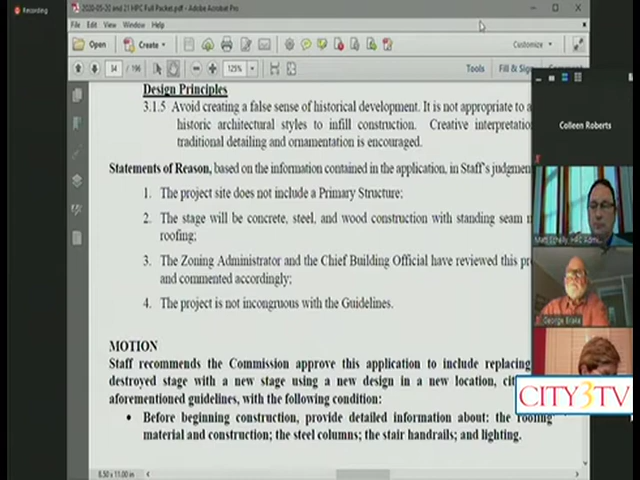 Recording
2020-05-20 and 21 HPC Full Packet.pdf - Adobe Acrobat Pro
File Edit View Window Help
Open Create Customize
34 / 196 125% Tools Fill & Sign
Design Principles
3.1.5 Avoid creating a false sense of historical development. It is not appropriate to a
historic architectural styles to infill construction. Creative interpretatio
traditional detailing and ornamentation is encouraged.
Colleen Roberts
Statements of Reason, based on the information contained in the application, in Staff's judgmen
1. The project site does not include a Primary Structure;
2. The stage will be concrete, steel, and wood construction with standing seam
roofing;
3. The Zoning Administrator and the Chief Building Official have reviewed this pr
and commented accordingly;
4. The project is not incongruous with the Guidelines.
MOTION
Staff recommends the Commission approve this application to include replacing
destroyed stage with a new stage using a new design in a new location, cit
aforementioned guidelines, with the following condition:
• Before beginning construction, provide detailed information about: the roofing
material and construction; the steel columns; the stair handrails; and lighting.
CITY3TV
8.50 x 11.00 in